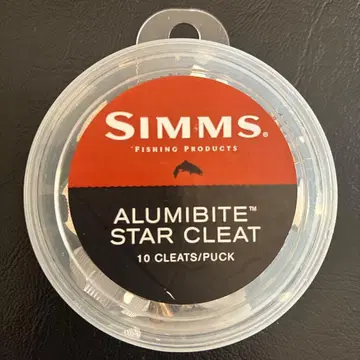 SIMMS®
FISHING PRODUCTS
ALUMIBITE™
STAR CLEAT
10 CLEATS/PUCK